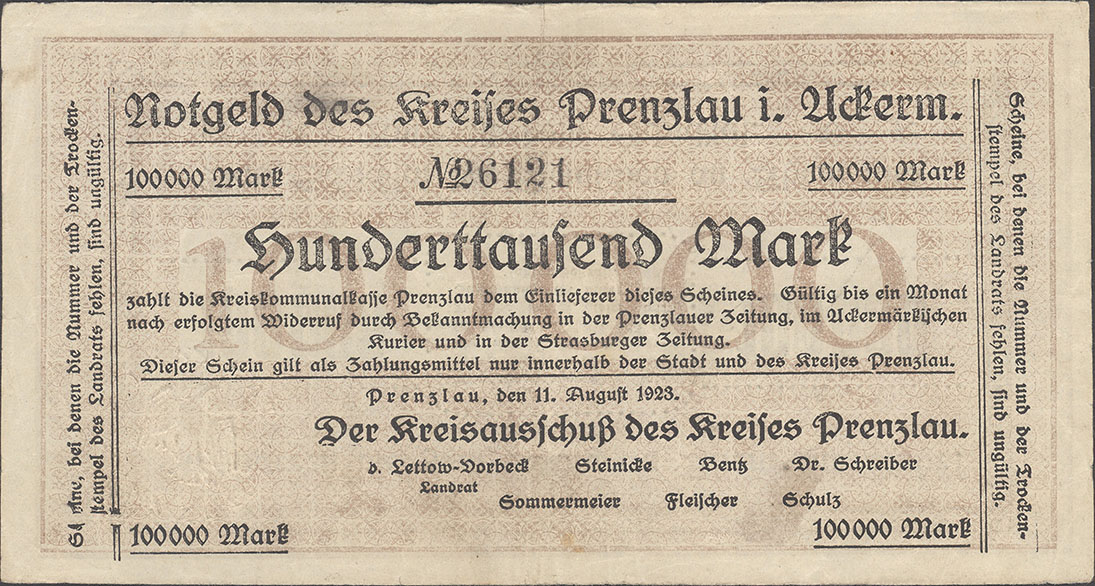 Notgeld des Kreises Prenzlau i. Uckerm.
100000 Mark
№26121
100000 Mark
100000
Hunderttausend Mark
zahlt die Kreiskommunalkasse Prenzlau dem Einlieferer dieses Scheines. Gültig bis ein Monat
nach erfolgtem Widerruf durch Bekanntmachung in der Prenzlauer Zeitung, im Uckermärkischen
Kurier und in der Strasburger Zeitung.
Dieser Schein gilt als Zahlungsmittel nur innerhalb der Stadt und des Kreises Prenzlau.
Prenzlau, den 11. August 1923.
Der Kreisausschuß des Kreises Prenzlau.
v. Lettow-Vorbeck Steinicke Bentz Dr. Schreiber
Landrat
Sommermeier Fleischer Schulz
100000 Mark
100000 Mark
Scheine, bei denen die Nummer und der Trocken-
stempel des Landrats fehlen, sind ungültig.
Scheine, bei denen die Nummer und der Trocken-
stempel des Landrats fehlen, sind ungültig.